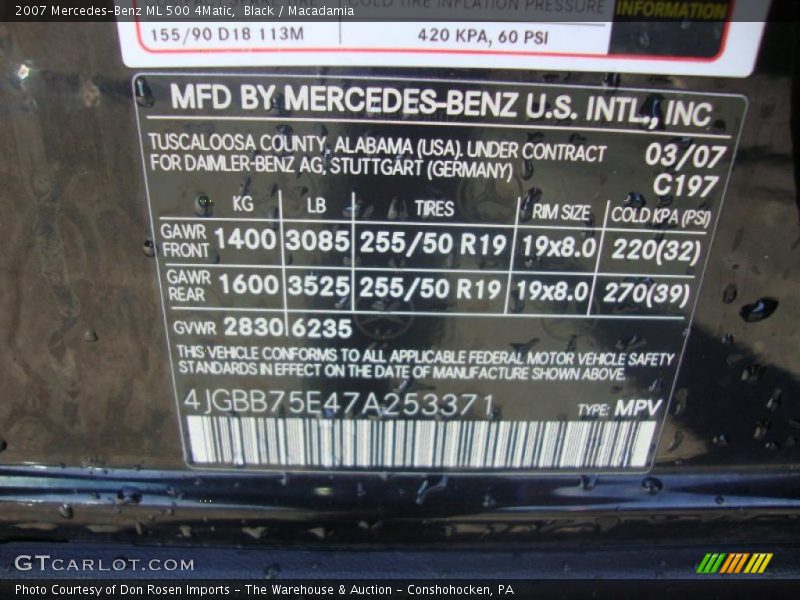 2007 Mercedes-Benz ML 500 4Matic, Black / Macadamia
COLD TIRE INFLATION PRESSURE INFORMATION
155/90 D18 113M 420 KPA, 60 PSI
MFD BY MERCEDES-BENZ U.S. INTL., INC
TUSCALOOSA COUNTY, ALABAMA (USA), UNDER CONTRACT 03/07
FOR DAIMLER-BENZ AG, STUTTGART (GERMANY) C197
KG LB TIRES RIM SIZE COLD KPA (PSI)
GAWR FRONT 1400 3085 255/50 R19 19x8.0 220(32)
GAWR REAR 1600 3525 255/50 R19 19x8.0 270(39)
GVWR 2830 6235
THIS VEHICLE CONFORMS TO ALL APPLICABLE FEDERAL MOTOR VEHICLE SAFETY
STANDARDS IN EFFECT ON THE DATE OF MANUFACTURE SHOWN ABOVE.
4JGBB75E47A253371 TYPE: MPV
GTCARLOT.COM
Photo Courtesy of Don Rosen Imports - The Warehouse & Auction - Conshohocken, PA